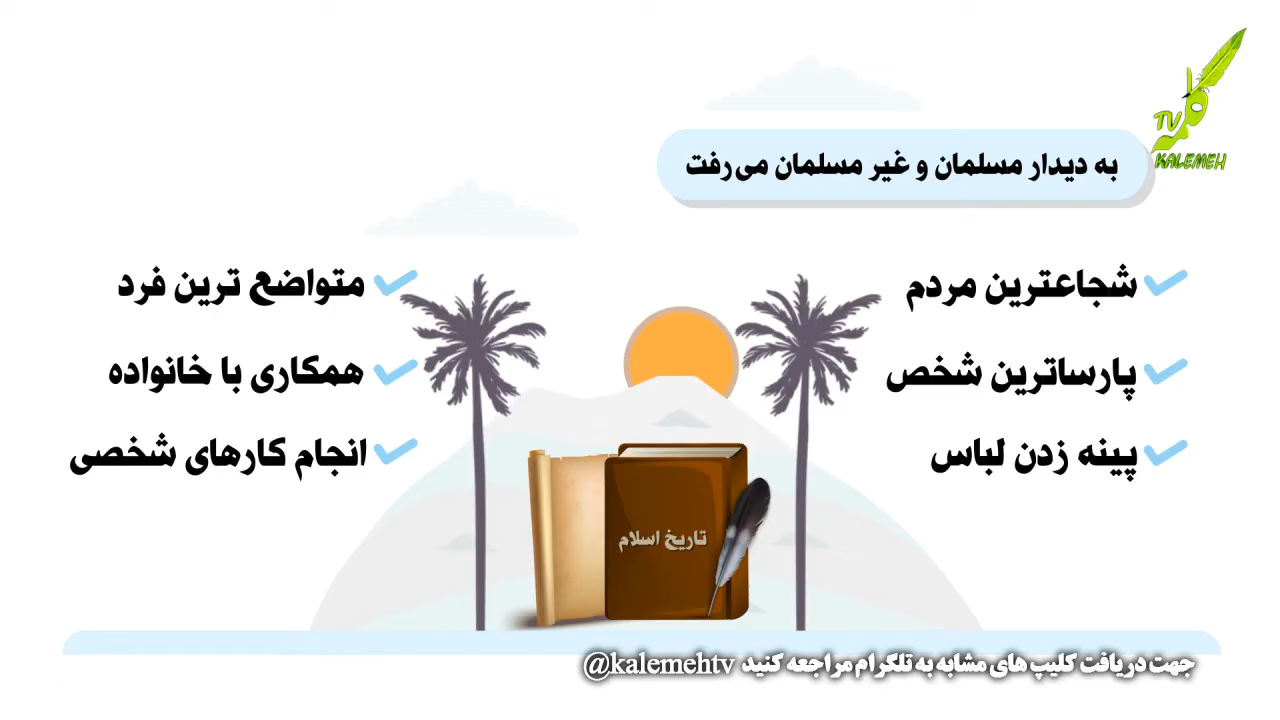 به دیدار مسلمان و غیر مسلمان می‌رفت
شجاعترین مردم
پارساترین شخص
پینه زدن لباس
متواضع ترین فرد
همکاری با خانواده
انجام کارهای شخصی
تاریخ اسلام
جهت دریافت کلیپ های مشابه به تلگرام مراجعه کنید @kalemehtv
TV
KALEMEH